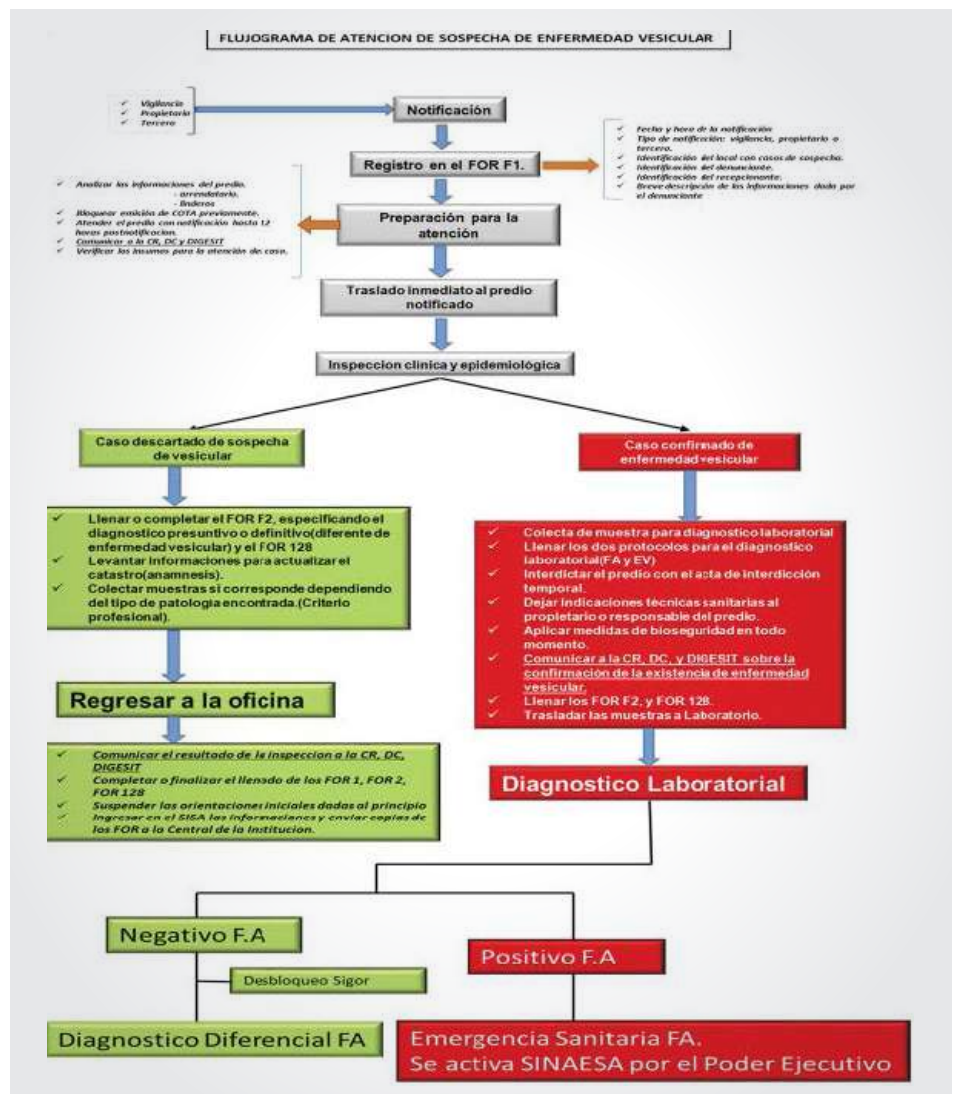 FLUJOGRAMA DE ATENCION DE SOSPECHA DE ENFERMEDAD VESICULAR
✓ Vigilancia
✓ Propietario
✓ Tercero
Notificación
Registro en el FOR F1.
✓ Fecha y hora dr la notificación
✓ Tipo de notificación: vigilancia, propietario o
tercero.
✓ Identificación del local con casos de sospecha.
✓ Identificación del denunciante.
✓ Identificación del recepcionante.
✓ Breve descripción de las informaciones dada por
el denunciante
✓ Analizar las informaciones del predio.
- arrendatario.
- linderos
✓ Bloquear emisión de COTA previamente.
✓ Atender el predio con notificación hasta 12
horas postnotificacion.
✓ Comunicar a la CR, DC y DIGESIT
✓ Verificar los insumos para la atención de caso.
Preparación para la
atención
Traslado inmediato al predio
notificado
Inspeccion clinica y epidemiológica
Caso descartado de sospecha
de vesicular
✓ Llenar o completar el FOR F2, especificando el
diagnostico presuntivo o definitivo(diferente de
enfermedad vesicular) y el FOR 128
✓ Levantar informaciones para actualizar el
catastro(anamnesis).
✓ Colectar muestras si corresponde dependiendo
del tipo de patologia encontrada.(Criterio
profesional).
Regresar a la oficina
✓ Comunicar el resultado de la inspeccion a la CR, DC,
DIGESIT
✓ Completar o finalizar el llenado de los FOR 1, FOR 2,
FOR 128
✓ Suspender las orientaciones iniciales dadas al principio
✓ Ingresar en el SISA las informaciones y enviar copias de
los FOR a la Central de la Institucion.
Caso confirmado de
enfermedad vesicular
✓ Colecta de muestra para diagnostico laboratorial
✓ Llenar los dos protocolos para el diagnostico
laboratorial(FA y EV)
✓ Interdictar el predio con el acta de interdicción
temporal.
✓ Dejar indicaciones técnicas sanitarias al
propietario o responsable del predio.
✓ Aplicar medidas de bioseguridad en todo
momento.
✓ Comunicar a la CR, DC, y DIGESIT sobre la
confirmación de la existencia de enfermedad
vesicular.
✓ Llenar los FOR F2, y FOR 128.
✓ Trasladar las muestras a Laboratorio.
Diagnostico Laboratorial
Negativo F.A
Desbloqueo Sigor
Diagnostico Diferencial FA
Positivo F.A
Emergencia Sanitaria FA.
Se activa SINAESA por el Poder Ejecutivo